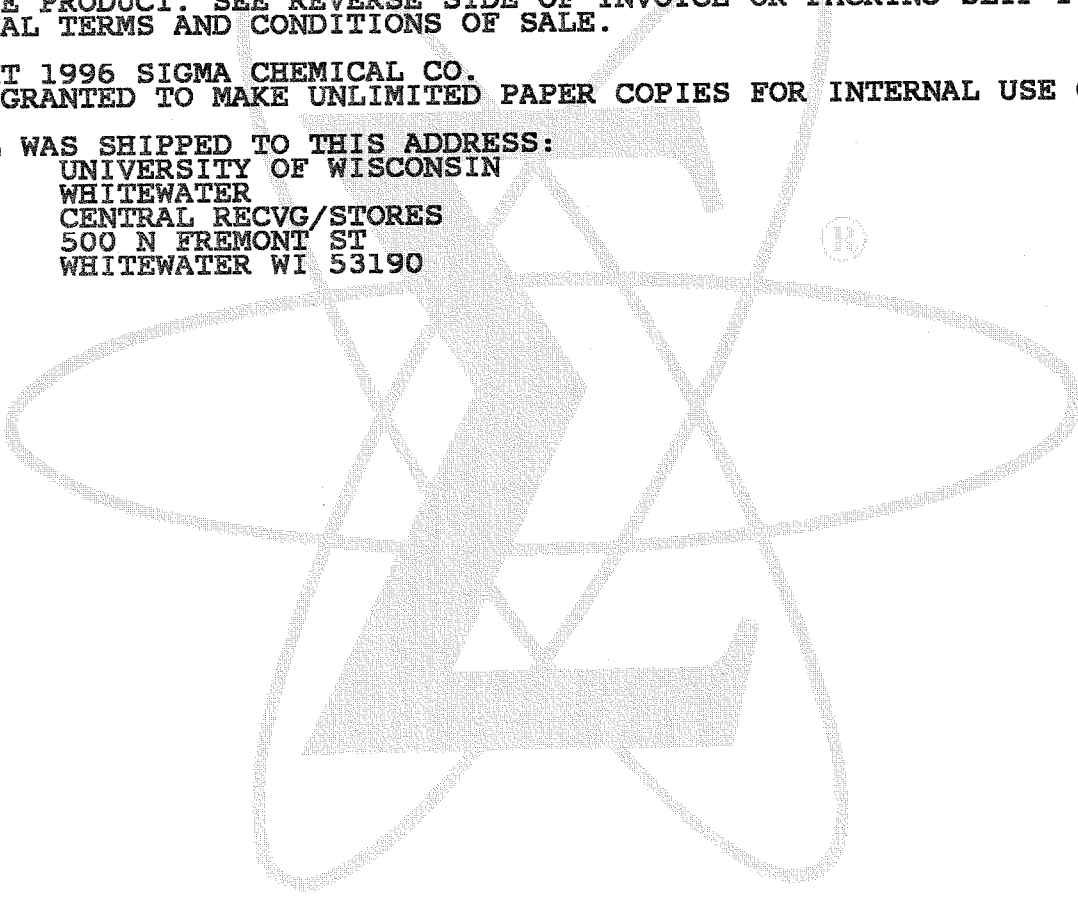 E PRODUCT. SEE REVERSE SIDE OF INVOICE OR PACKING SLIP
AL TERMS AND CONDITIONS OF SALE.
T 1996 SIGMA CHEMICAL CO.
GRANTED TO MAKE UNLIMITED PAPER COPIES FOR INTERNAL USE
WAS SHIPPED TO THIS ADDRESS:
UNIVERSITY OF WISCONSIN
WHITEWATER
CENTRAL RECVG/STORES
500 N FREMONT ST
WHITEWATER WI 53190
®
Σ